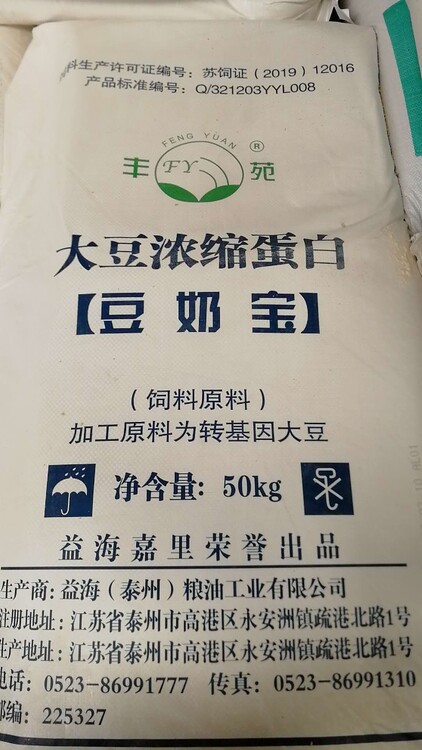 料生产许可证编号：苏饲证（2019）12016
产品标准编号：Q/321203YYL008
FENG YUAN
丰 FY 苑 ®
大豆浓缩蛋白
【豆奶宝】
（饲料原料）
加工原料为转基因大豆
净含量：50kg
益海嘉里荣誉出品
生产商：益海（泰州）粮油工业有限公司
注册地址：江苏省泰州市高港区永安洲镇疏港北路1号
生产地址：江苏省泰州市高港区永安洲镇疏港北路1号
电话：0523-86991777 传真：0523-86991310
邮编：225327